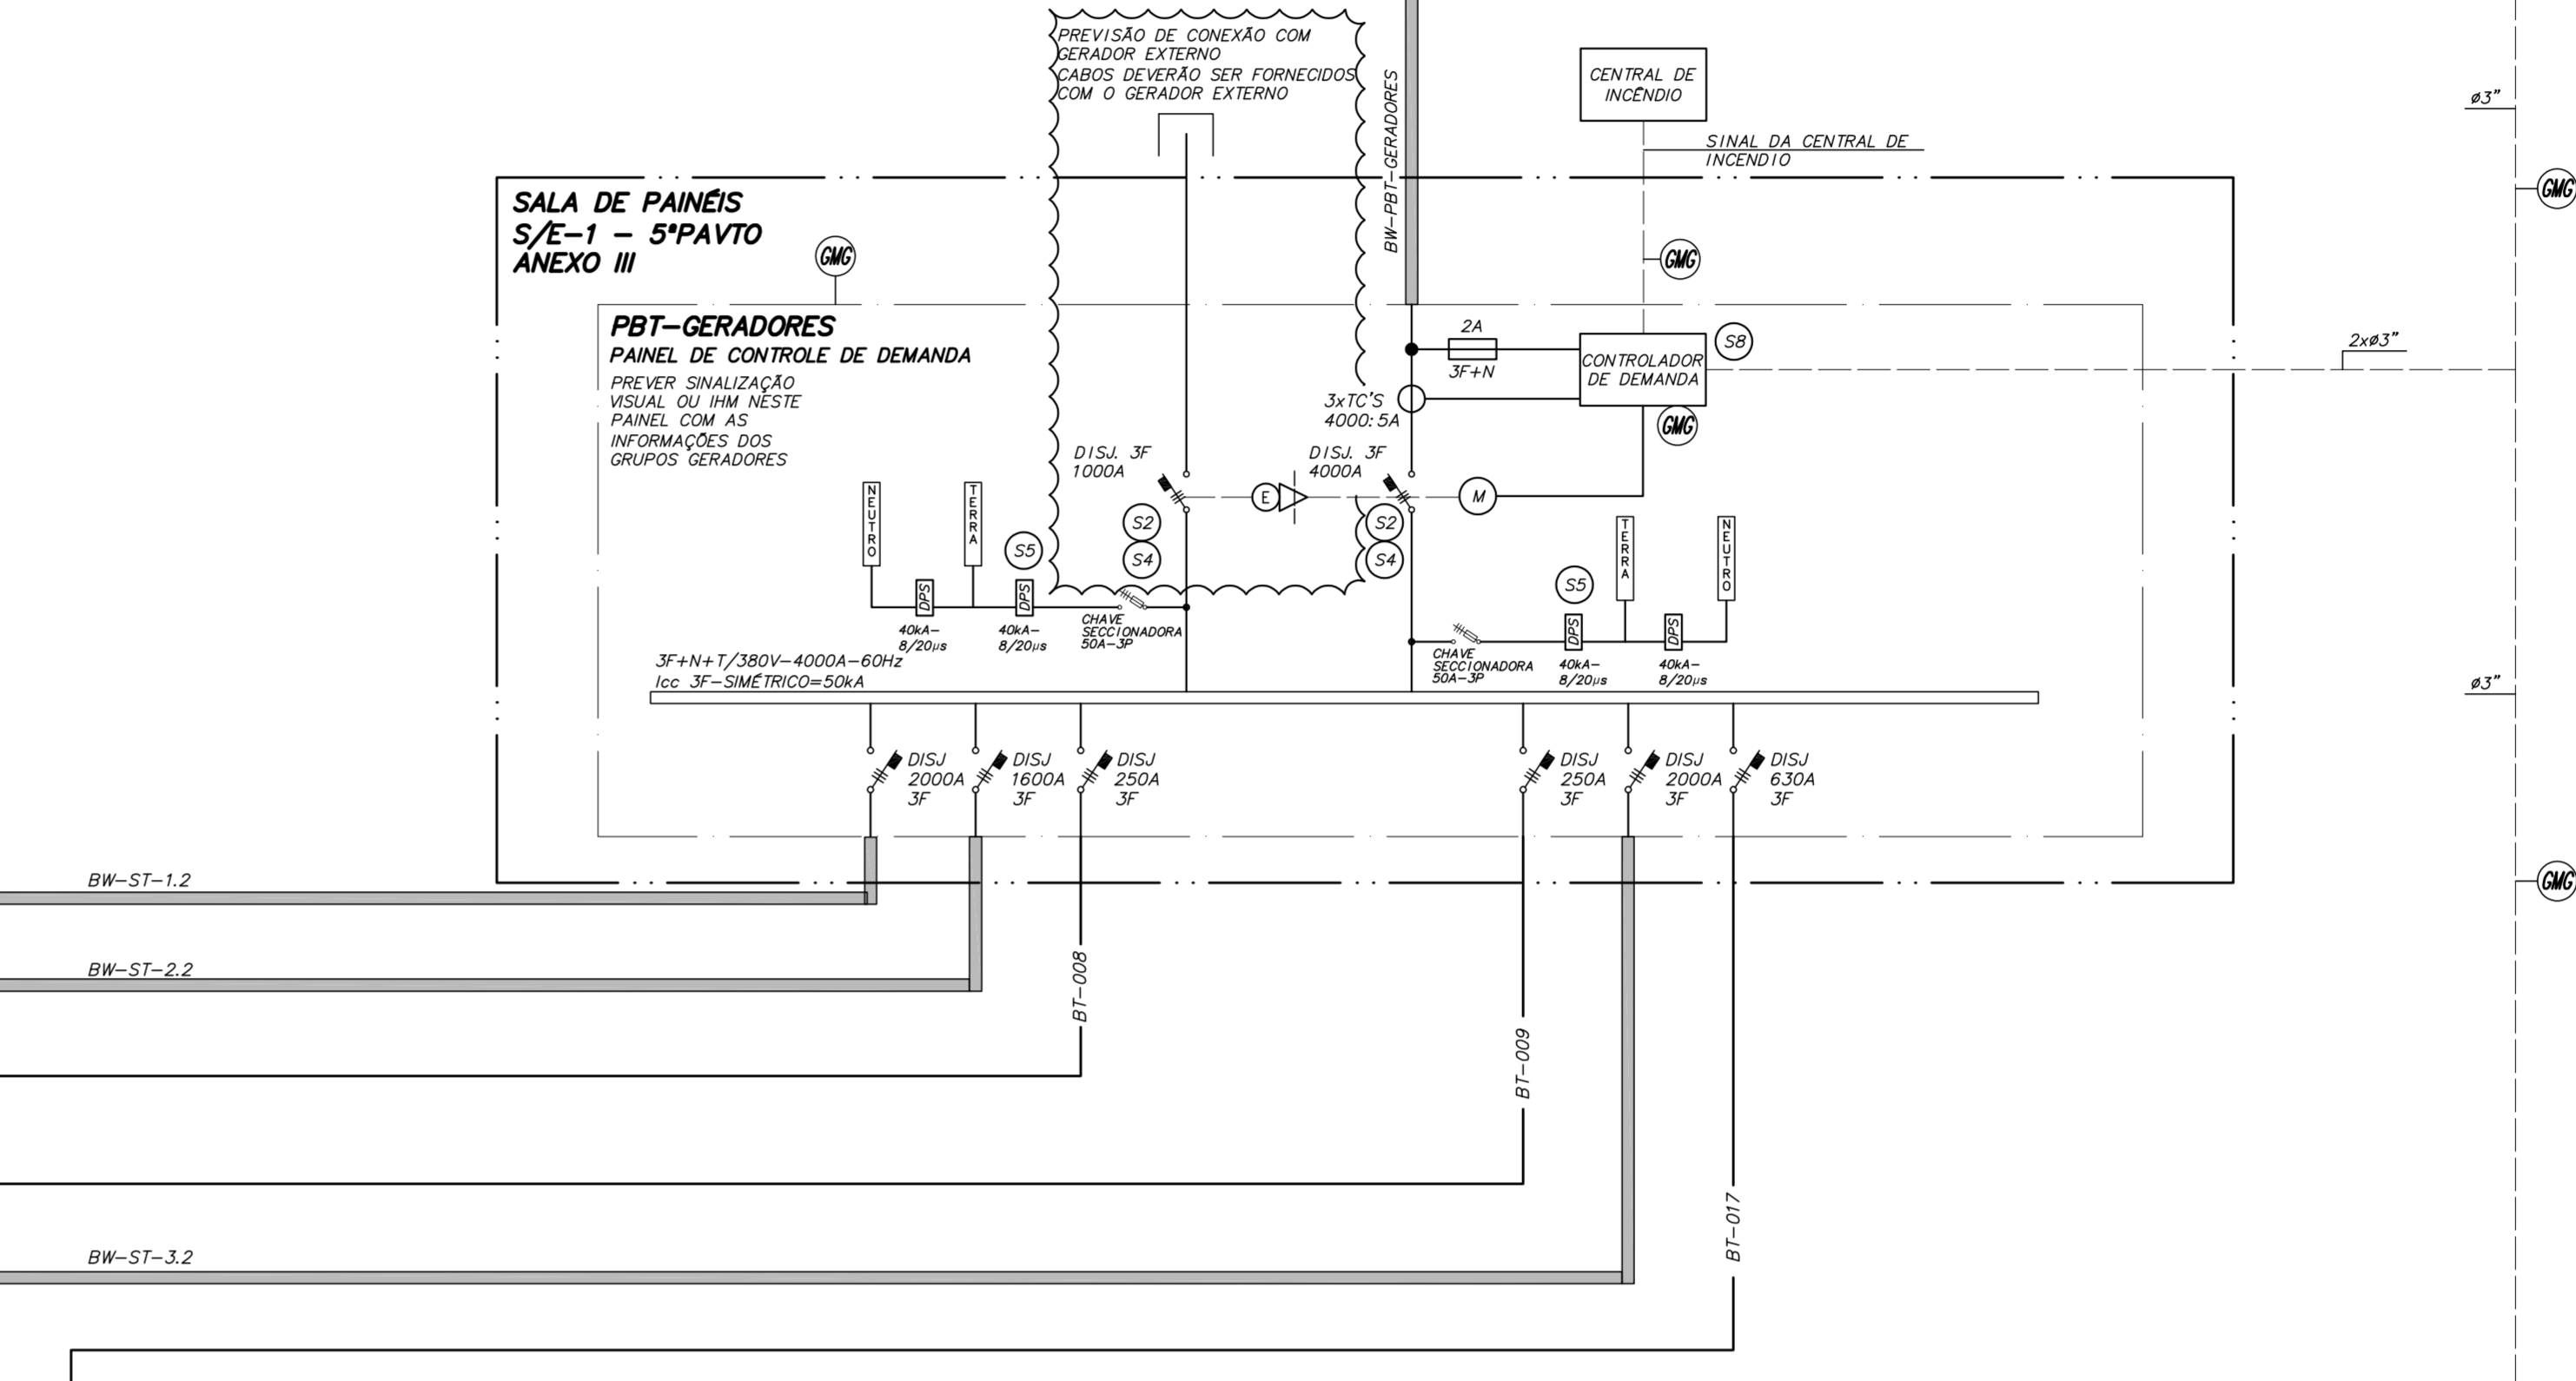 PREVISÃO DE CONEXÃO COM
GERADOR EXTERNO
CABOS DEVERÃO SER FORNECIDOS
COM O GERADOR EXTERNO
BW-PBT-GERADORES
CENTRAL DE
INCÊNDIO
SINAL DA CENTRAL DE
INCENDIO
ø3"
GMG
SALA DE PAINÉIS
S/E-1 - 5ºPAVTO
ANEXO III
GMG
GMG
PBT-GERADORES
PAINEL DE CONTROLE DE DEMANDA
PREVER SINALIZAÇÃO
VISUAL OU IHM NESTE
PAINEL COM AS
INFORMAÇÕES DOS
GRUPOS GERADORES
2A
3F+N
CONTROLADOR
DE DEMANDA
S8
GMG
2xø3"
3xTC'S
4000:5A
DISJ. 3F
1000A
DISJ. 3F
4000A
E
M
S2
S4
S2
S4
NEUTRO
TERRA
S5
DPS
DPS
40kA-
8/20µs
40kA-
8/20µs
CHAVE
SECCIONADORA
50A-3P
S5
TERRA
NEUTRO
DPS
DPS
CHAVE
SECCIONADORA
50A-3P
40kA-
8/20µs
40kA-
8/20µs
3F+N+T/380V-4000A-60Hz
Icc 3F-SIMÉTRICO=50kA
ø3"
DISJ
2000A
3F
DISJ
1600A
3F
DISJ
250A
3F
DISJ
250A
3F
DISJ
2000A
3F
DISJ
630A
3F
GMG
BW-ST-1.2
BW-ST-2.2
BT-008
BT-009
BT-017
BW-ST-3.2